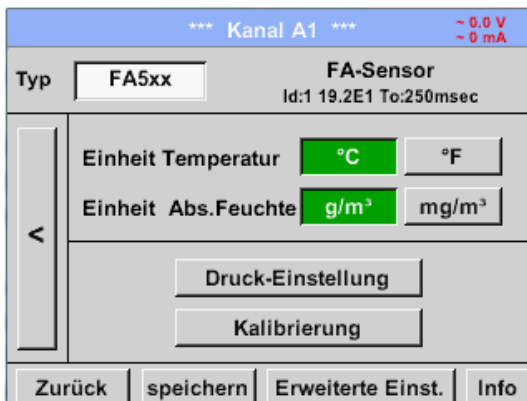 *** Kanal A1 ***
~ 0.0 V
~ 0 mA
Typ
FA5xx
FA-Sensor
Id:1 19.2E1 To:250msec
Einheit Temperatur °C °F
Einheit Abs.Feuchte g/m³ mg/m³
<
Druck-Einstellung
Kalibrierung
Zurück speichern Erweiterte Einst. Info